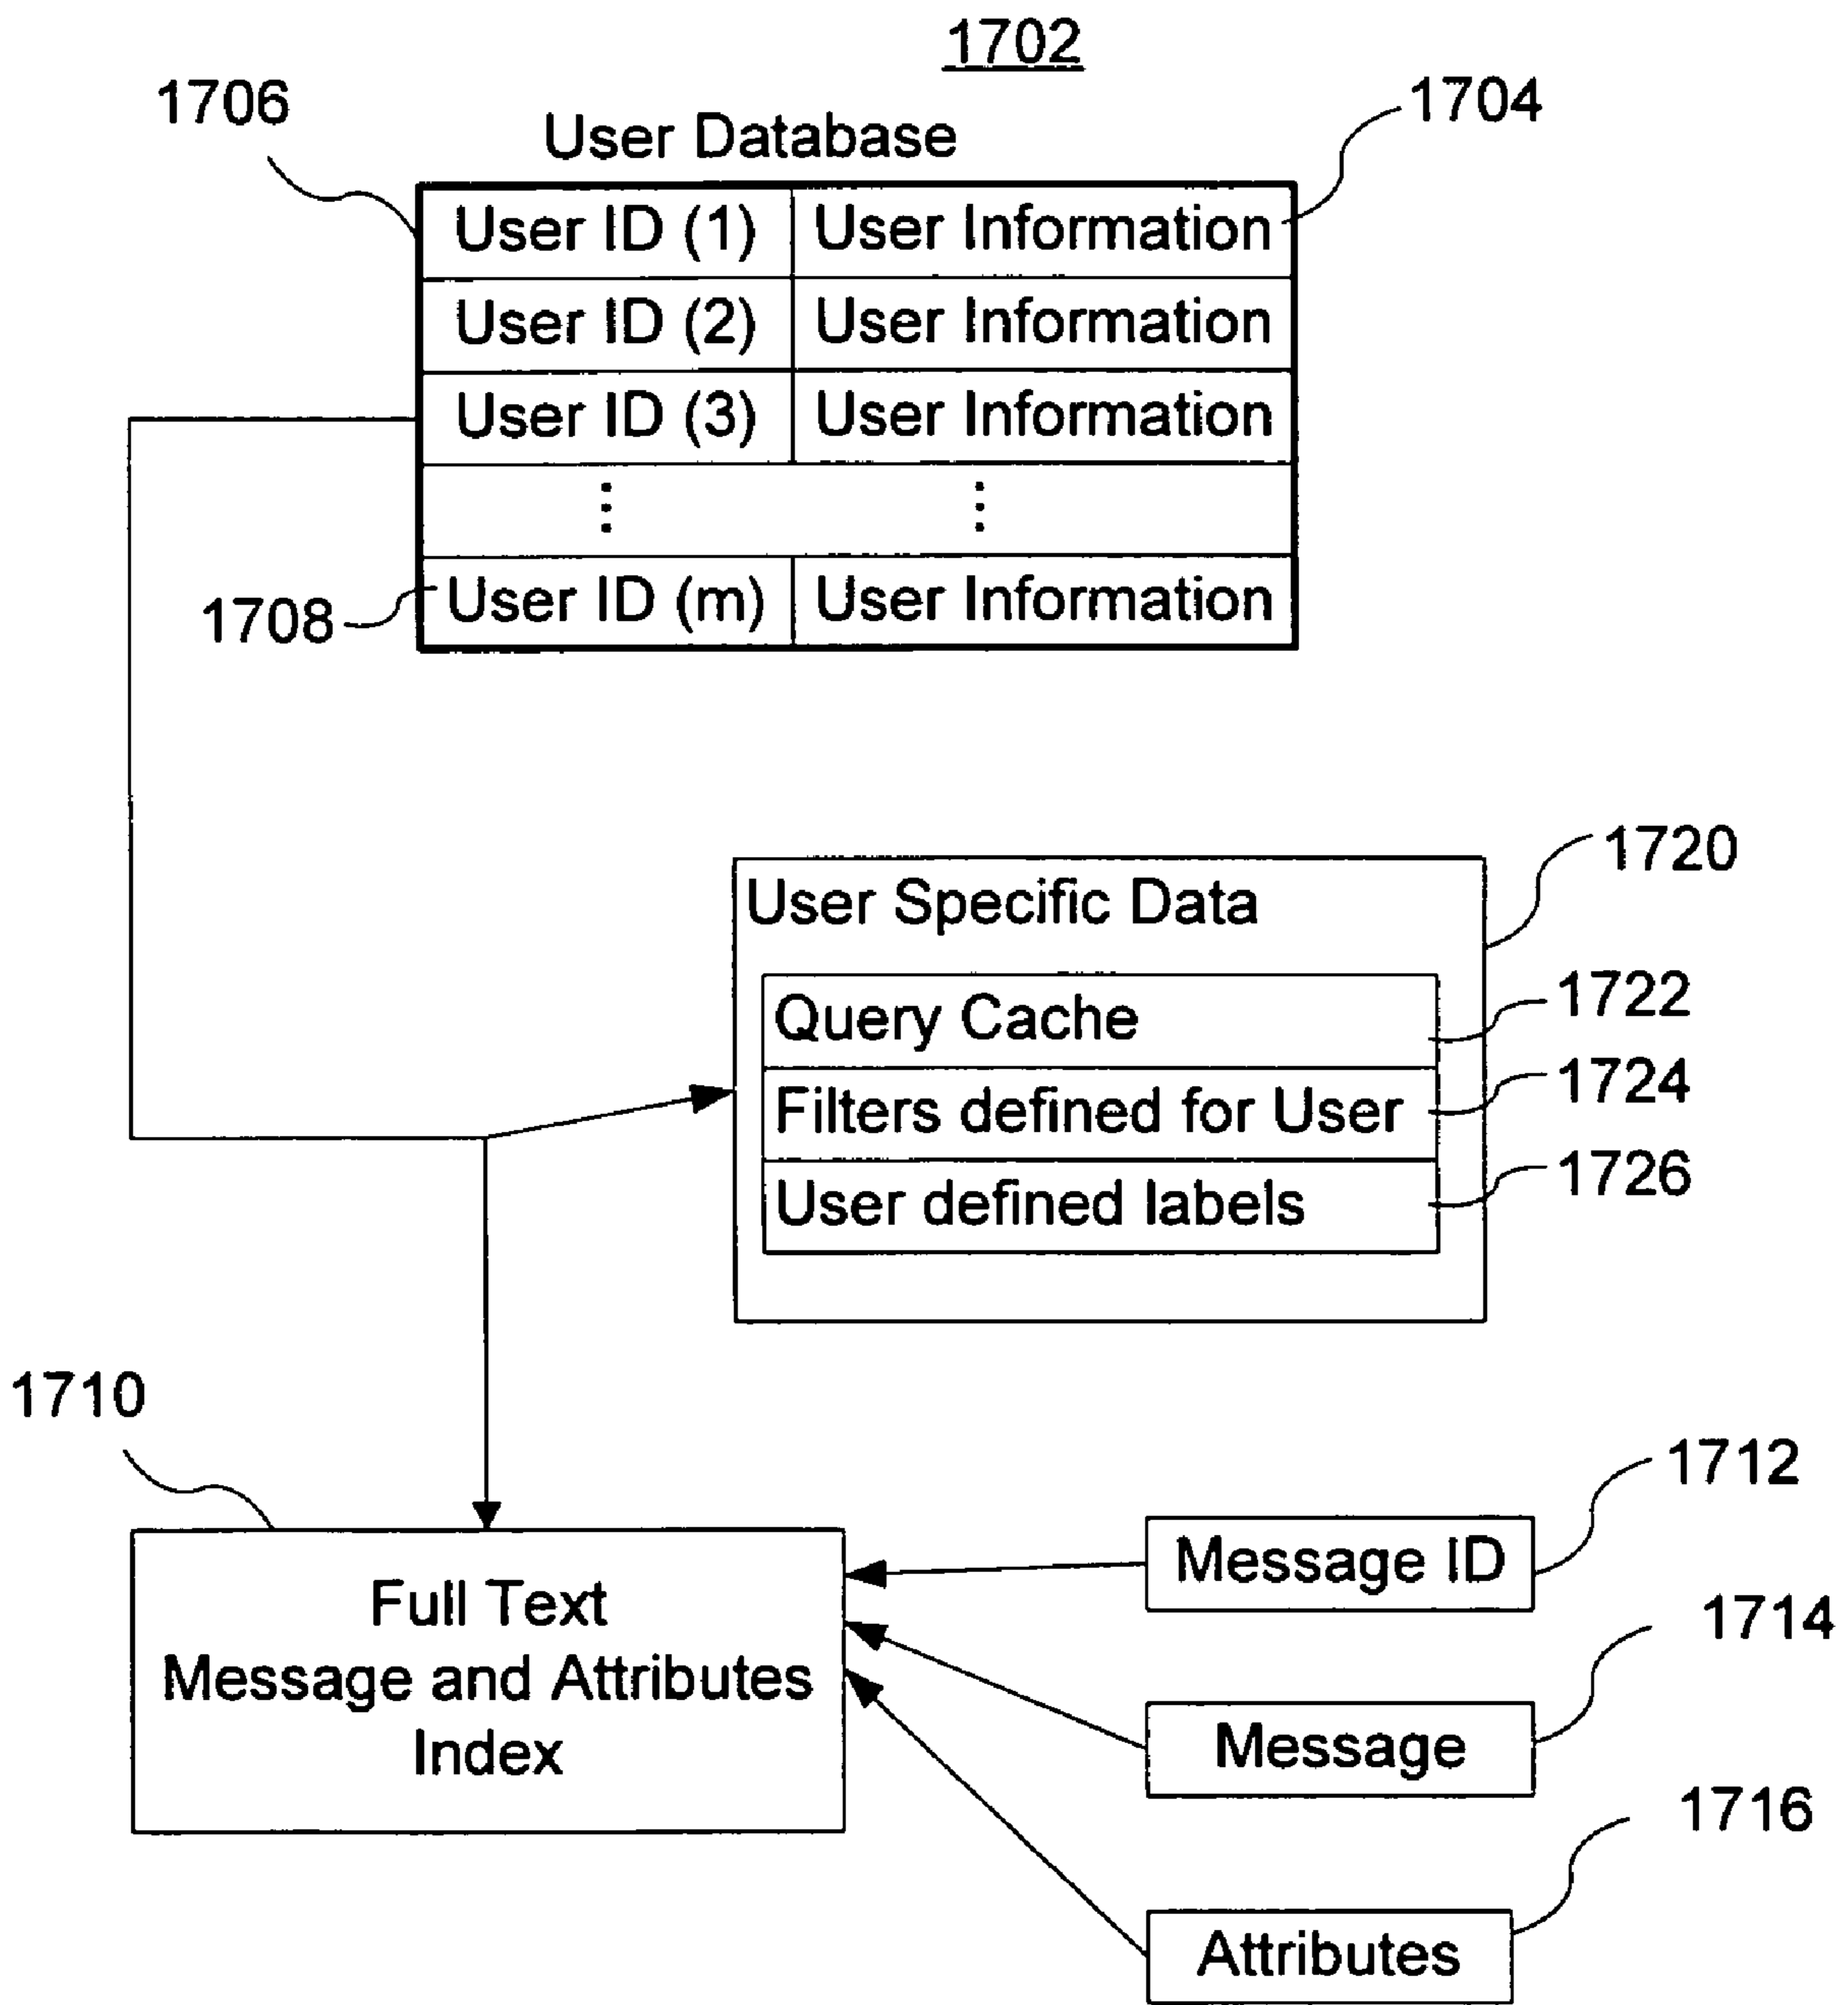 1702
1706
1704
User Database
User ID (1) User Information
User ID (2) User Information
User ID (3) User Information
⋮ ⋮
User ID (m) User Information
1708
1720
User Specific Data
Query Cache
1722
Filters defined for User
1724
User defined labels
1726
1710
Full Text
Message and Attributes
Index
1712
Message ID
1714
Message
1716
Attributes